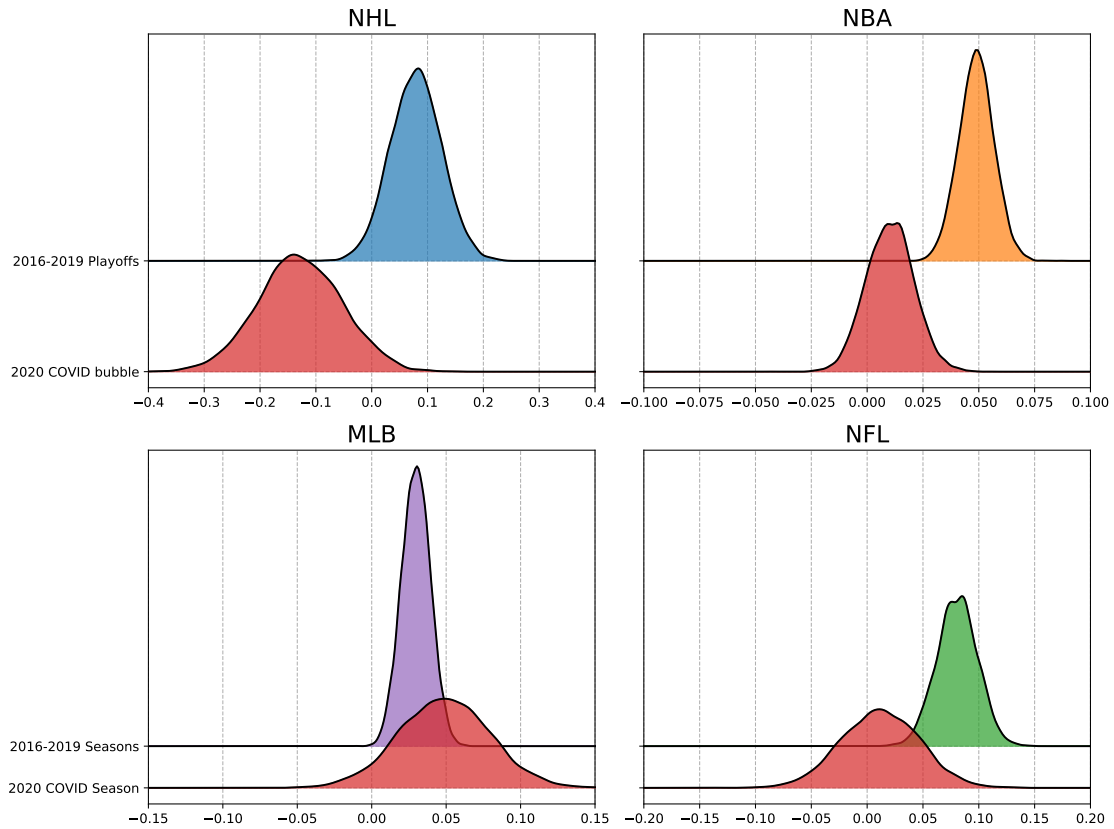 NHL
NBA
2016-2019 Playoffs
2020 COVID bubble
−0.4 −0.3 −0.2 −0.1 0.0 0.1 0.2 0.3 0.4
−0.100 −0.075 −0.050 −0.025 0.000 0.025 0.050 0.075 0.100
MLB
NFL
2016-2019 Seasons
2020 COVID Season
−0.15 −0.10 −0.05 0.00 0.05 0.10 0.15
−0.20 −0.15 −0.10 −0.05 0.00 0.05 0.10 0.15 0.20